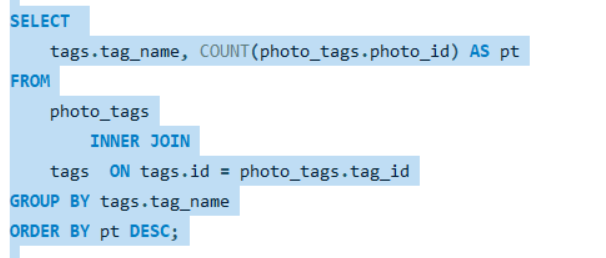 SELECT
tags.tag_name, COUNT(photo_tags.photo_id) AS pt
FROM
photo_tags
INNER JOIN
tags  ON tags.id = photo_tags.tag_id
GROUP BY tags.tag_name
ORDER BY pt DESC;